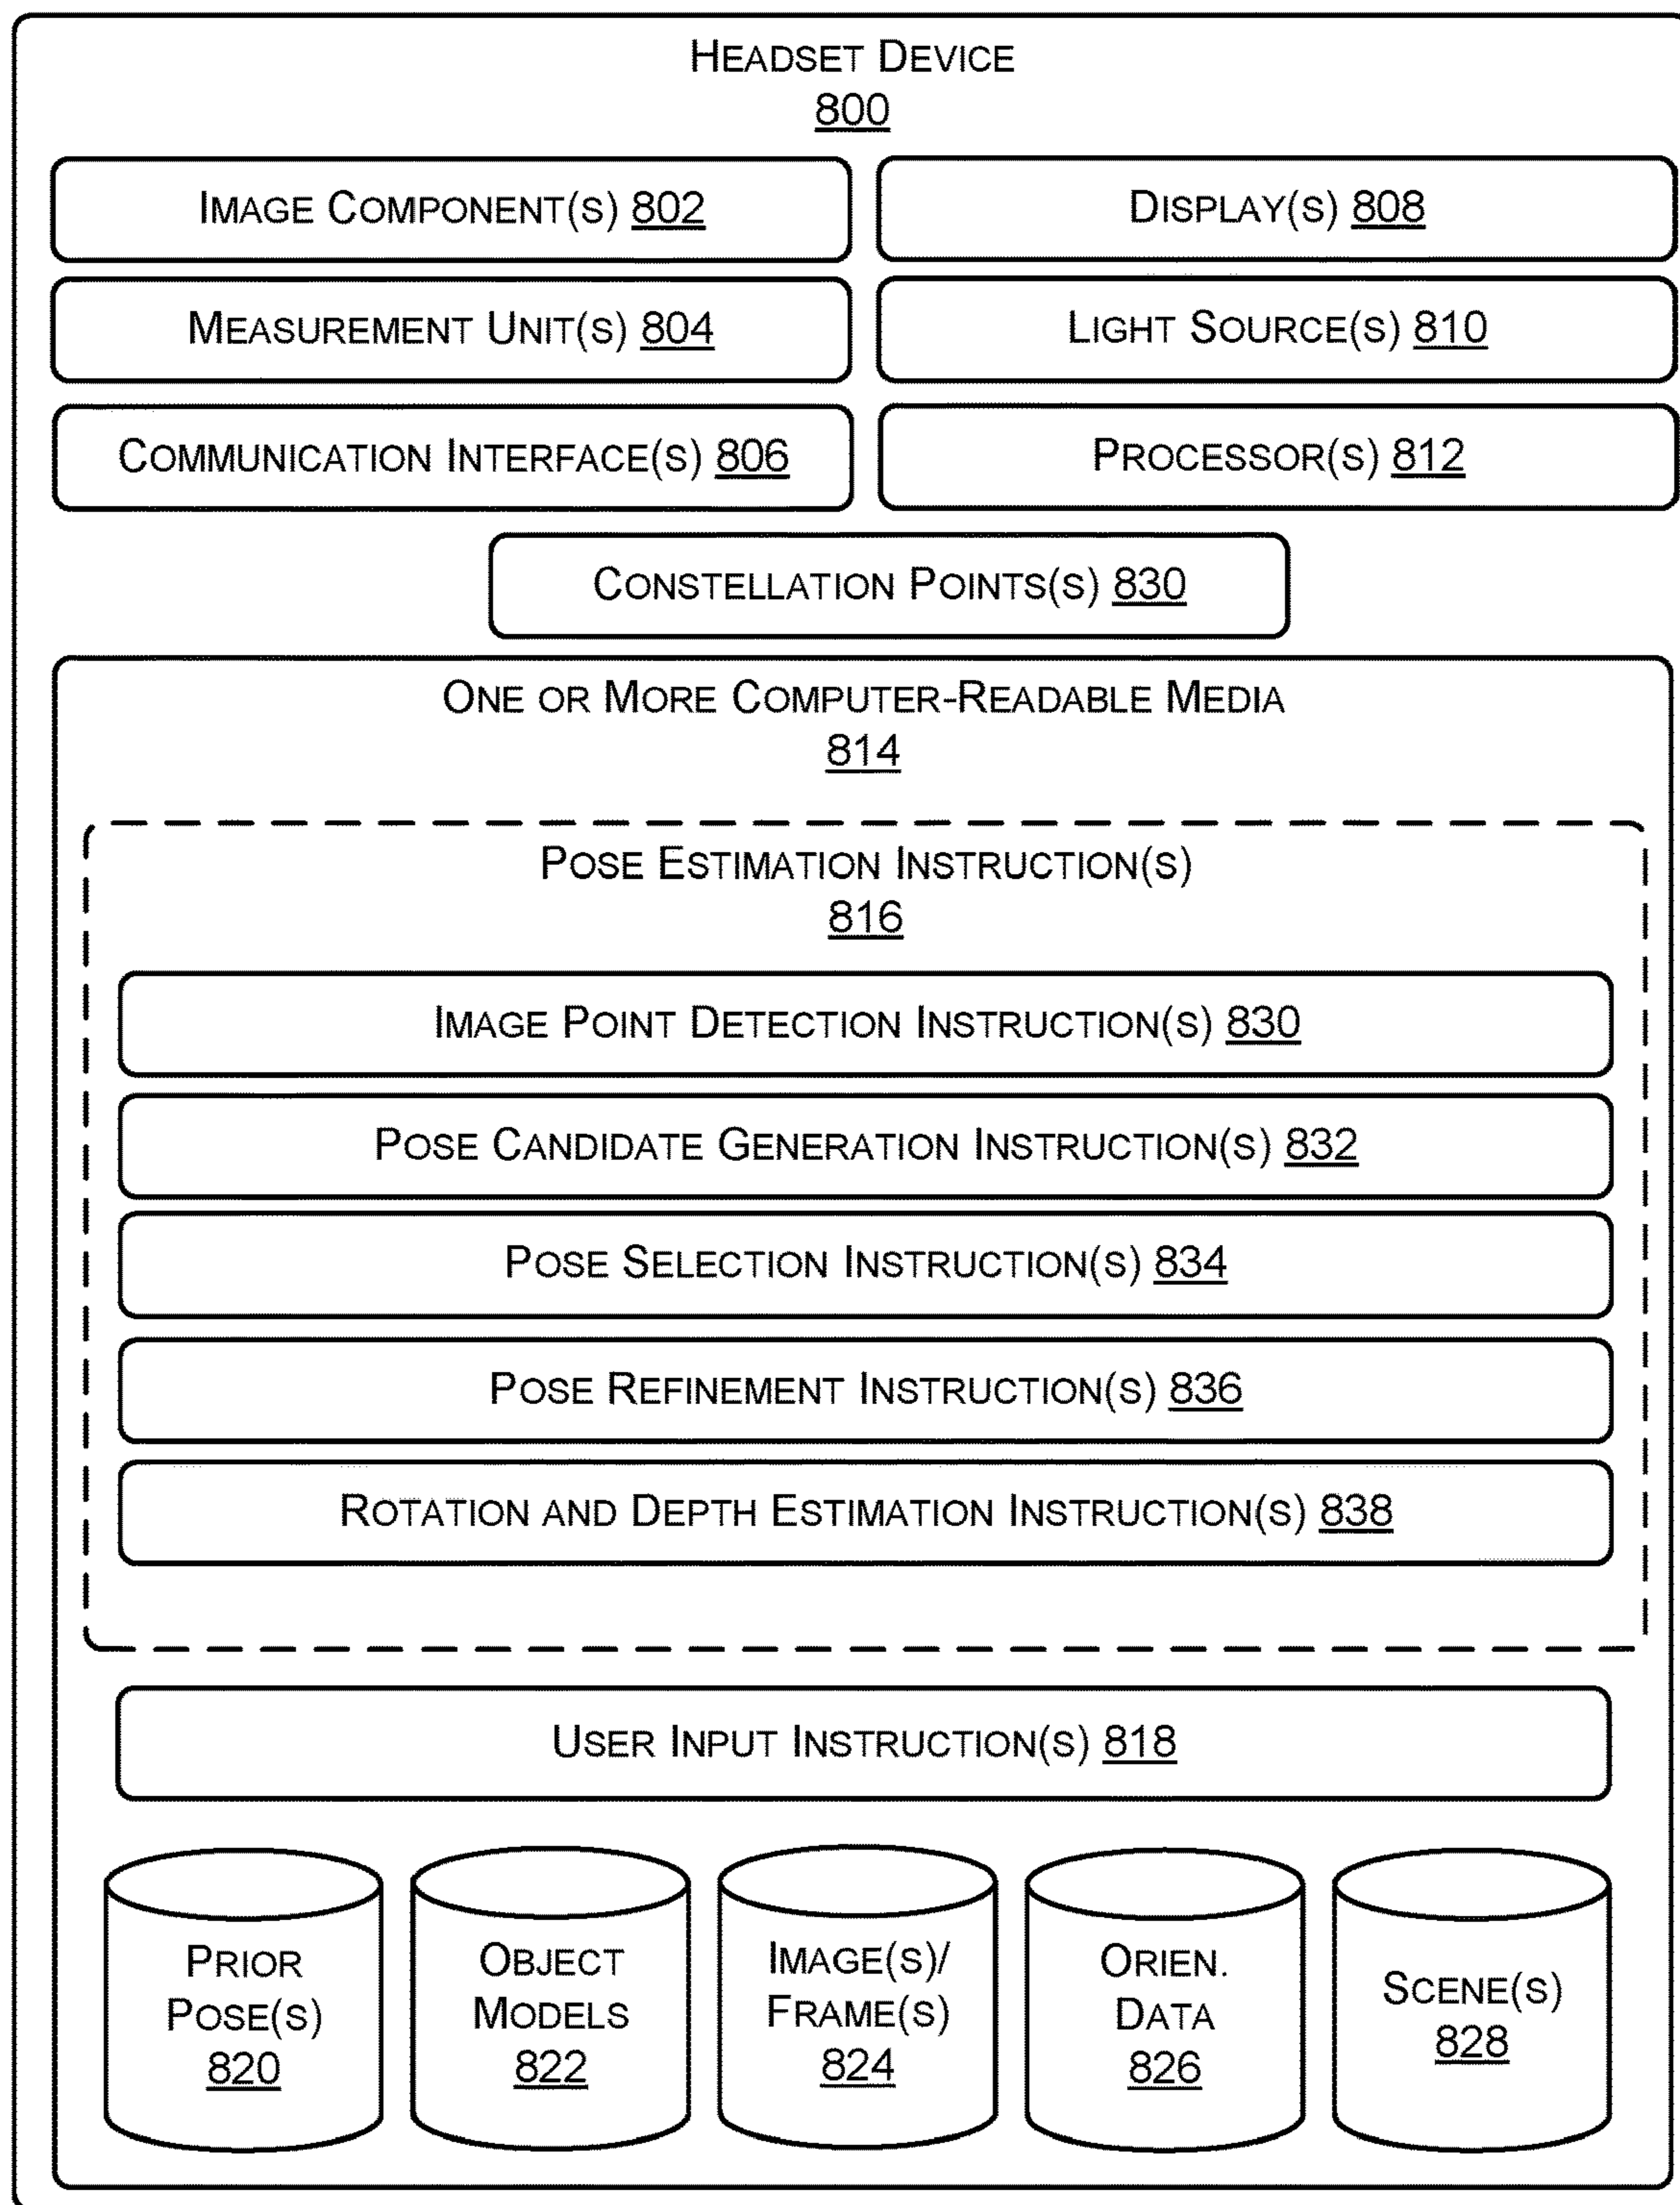 HEADSET DEVICE
800
IMAGE COMPONENT(S) 802
DISPLAY(S) 808
MEASUREMENT UNIT(S) 804
LIGHT SOURCE(S) 810
COMMUNICATION INTERFACE(S) 806
PROCESSOR(S) 812
CONSTELLATION POINTS(S) 830
ONE OR MORE COMPUTER-READABLE MEDIA
814
POSE ESTIMATION INSTRUCTION(S)
816
IMAGE POINT DETECTION INSTRUCTION(S) 830
POSE CANDIDATE GENERATION INSTRUCTION(S) 832
POSE SELECTION INSTRUCTION(S) 834
POSE REFINEMENT INSTRUCTION(S) 836
ROTATION AND DEPTH ESTIMATION INSTRUCTION(S) 838
USER INPUT INSTRUCTION(S) 818
PRIOR
POSE(S)
820
OBJECT
MODELS
822
IMAGE(S)/
FRAME(S)
824
ORIEN.
DATA
826
SCENE(S)
828